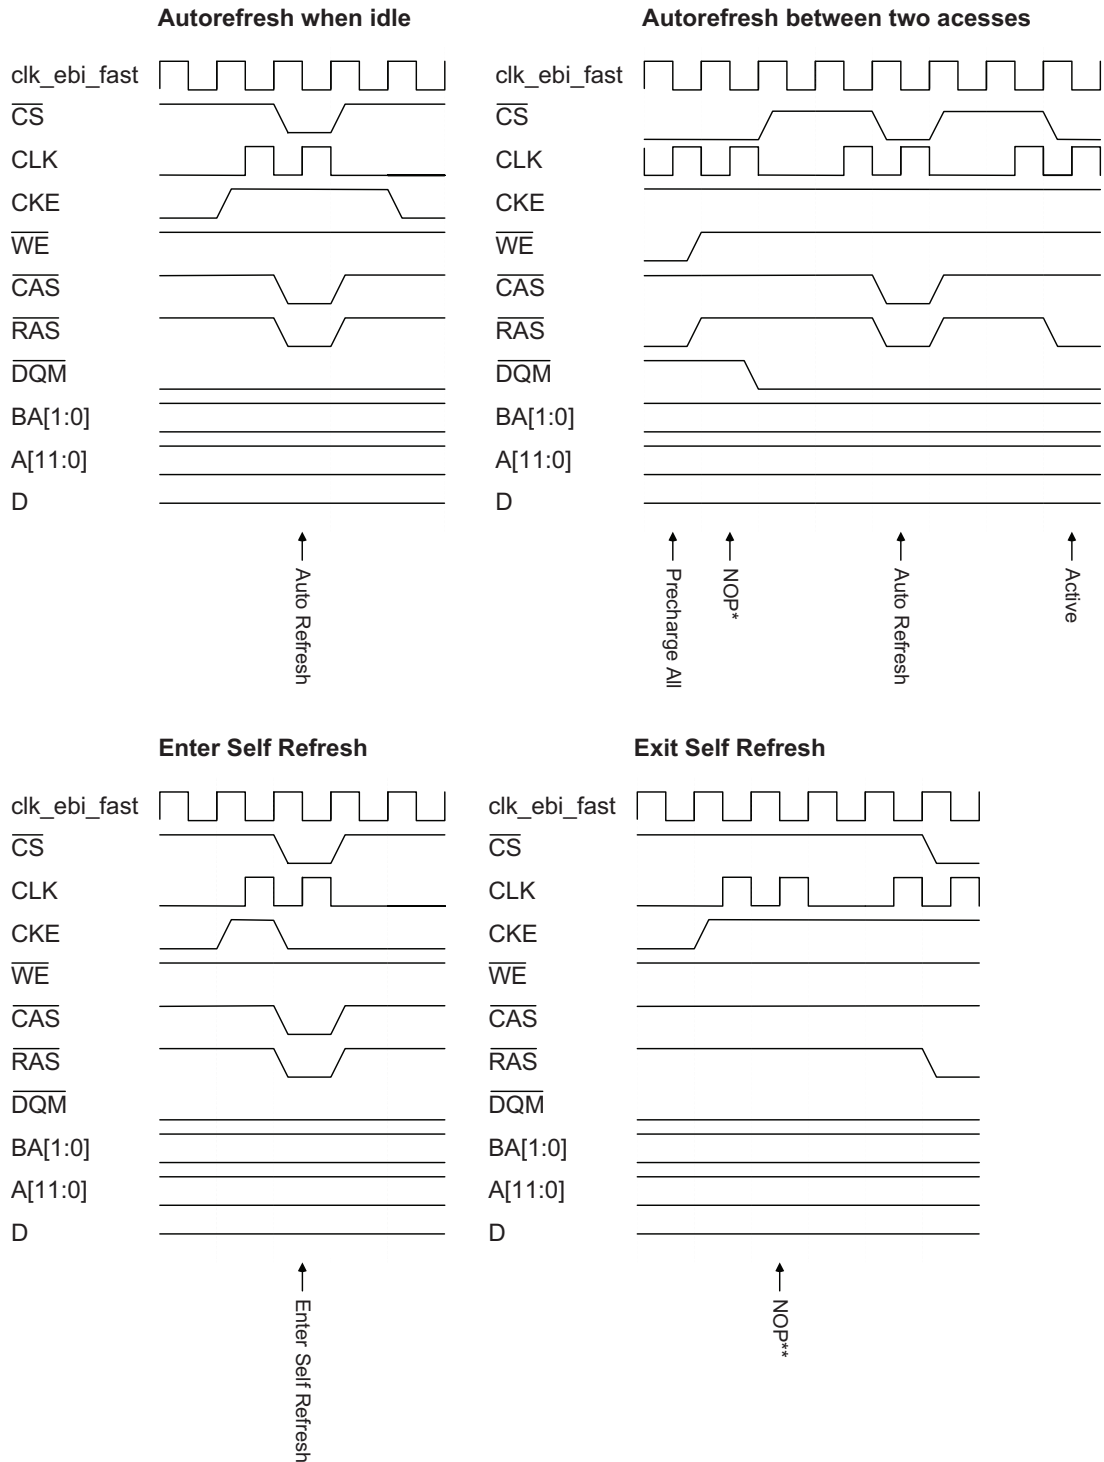 Autorefresh when idle
clk_ebi_fast
CS
CLK
CKE
WE
CAS
RAS
DQM
BA[1:0]
A[11:0]
D
Auto Refresh
Autorefresh between two acesses
clk_ebi_fast
CS
CLK
CKE
WE
CAS
RAS
DQM
BA[1:0]
A[11:0]
D
Precharge All
NOP*
Auto Refresh
Active
Enter Self Refresh
clk_ebi_fast
CS
CLK
CKE
WE
CAS
RAS
DQM
BA[1:0]
A[11:0]
D
Enter Self Refresh
Exit Self Refresh
clk_ebi_fast
CS
CLK
CKE
WE
CAS
RAS
DQM
BA[1:0]
A[11:0]
D
NOP**